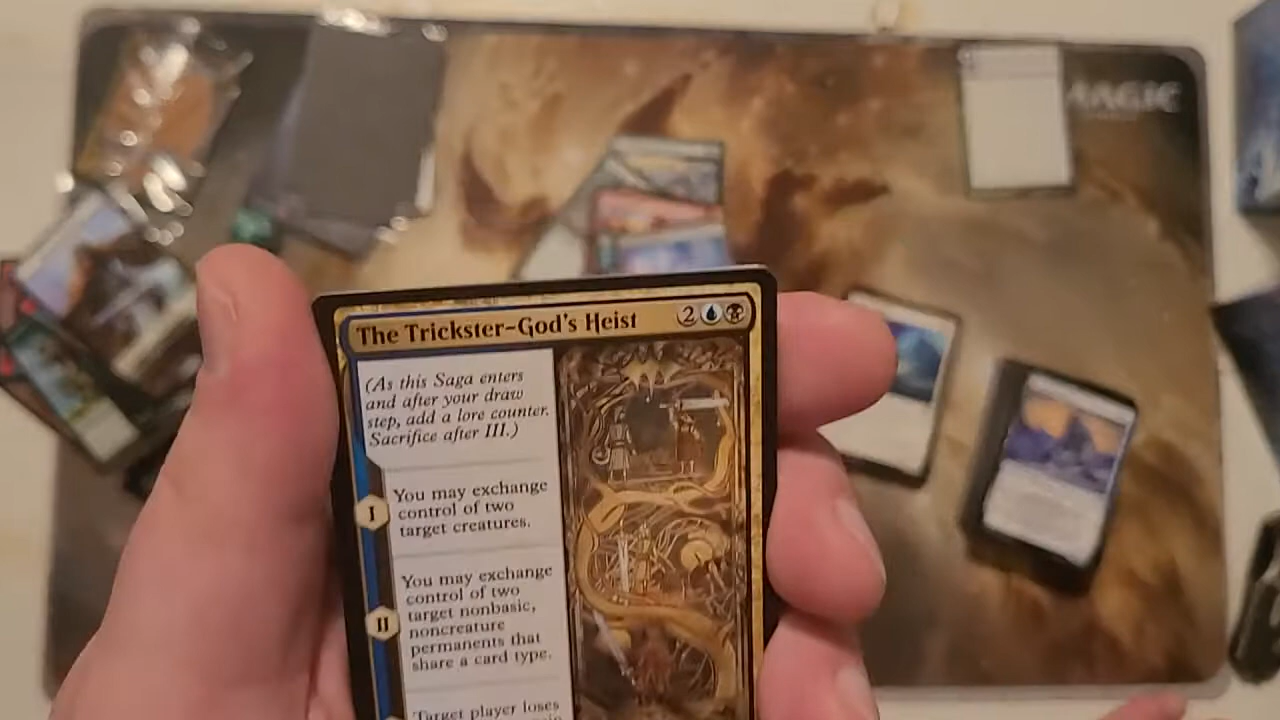 MAGIC
The Trickster-God's Heist 2
(As this Saga enters
and after your draw
step, add a lore counter.
Sacrifice after III.)
I
You may exchange
control of two
target creatures.
II
You may exchange
control of two
target nonbasic,
noncreature
permanents that
share a card type.
Target player loses